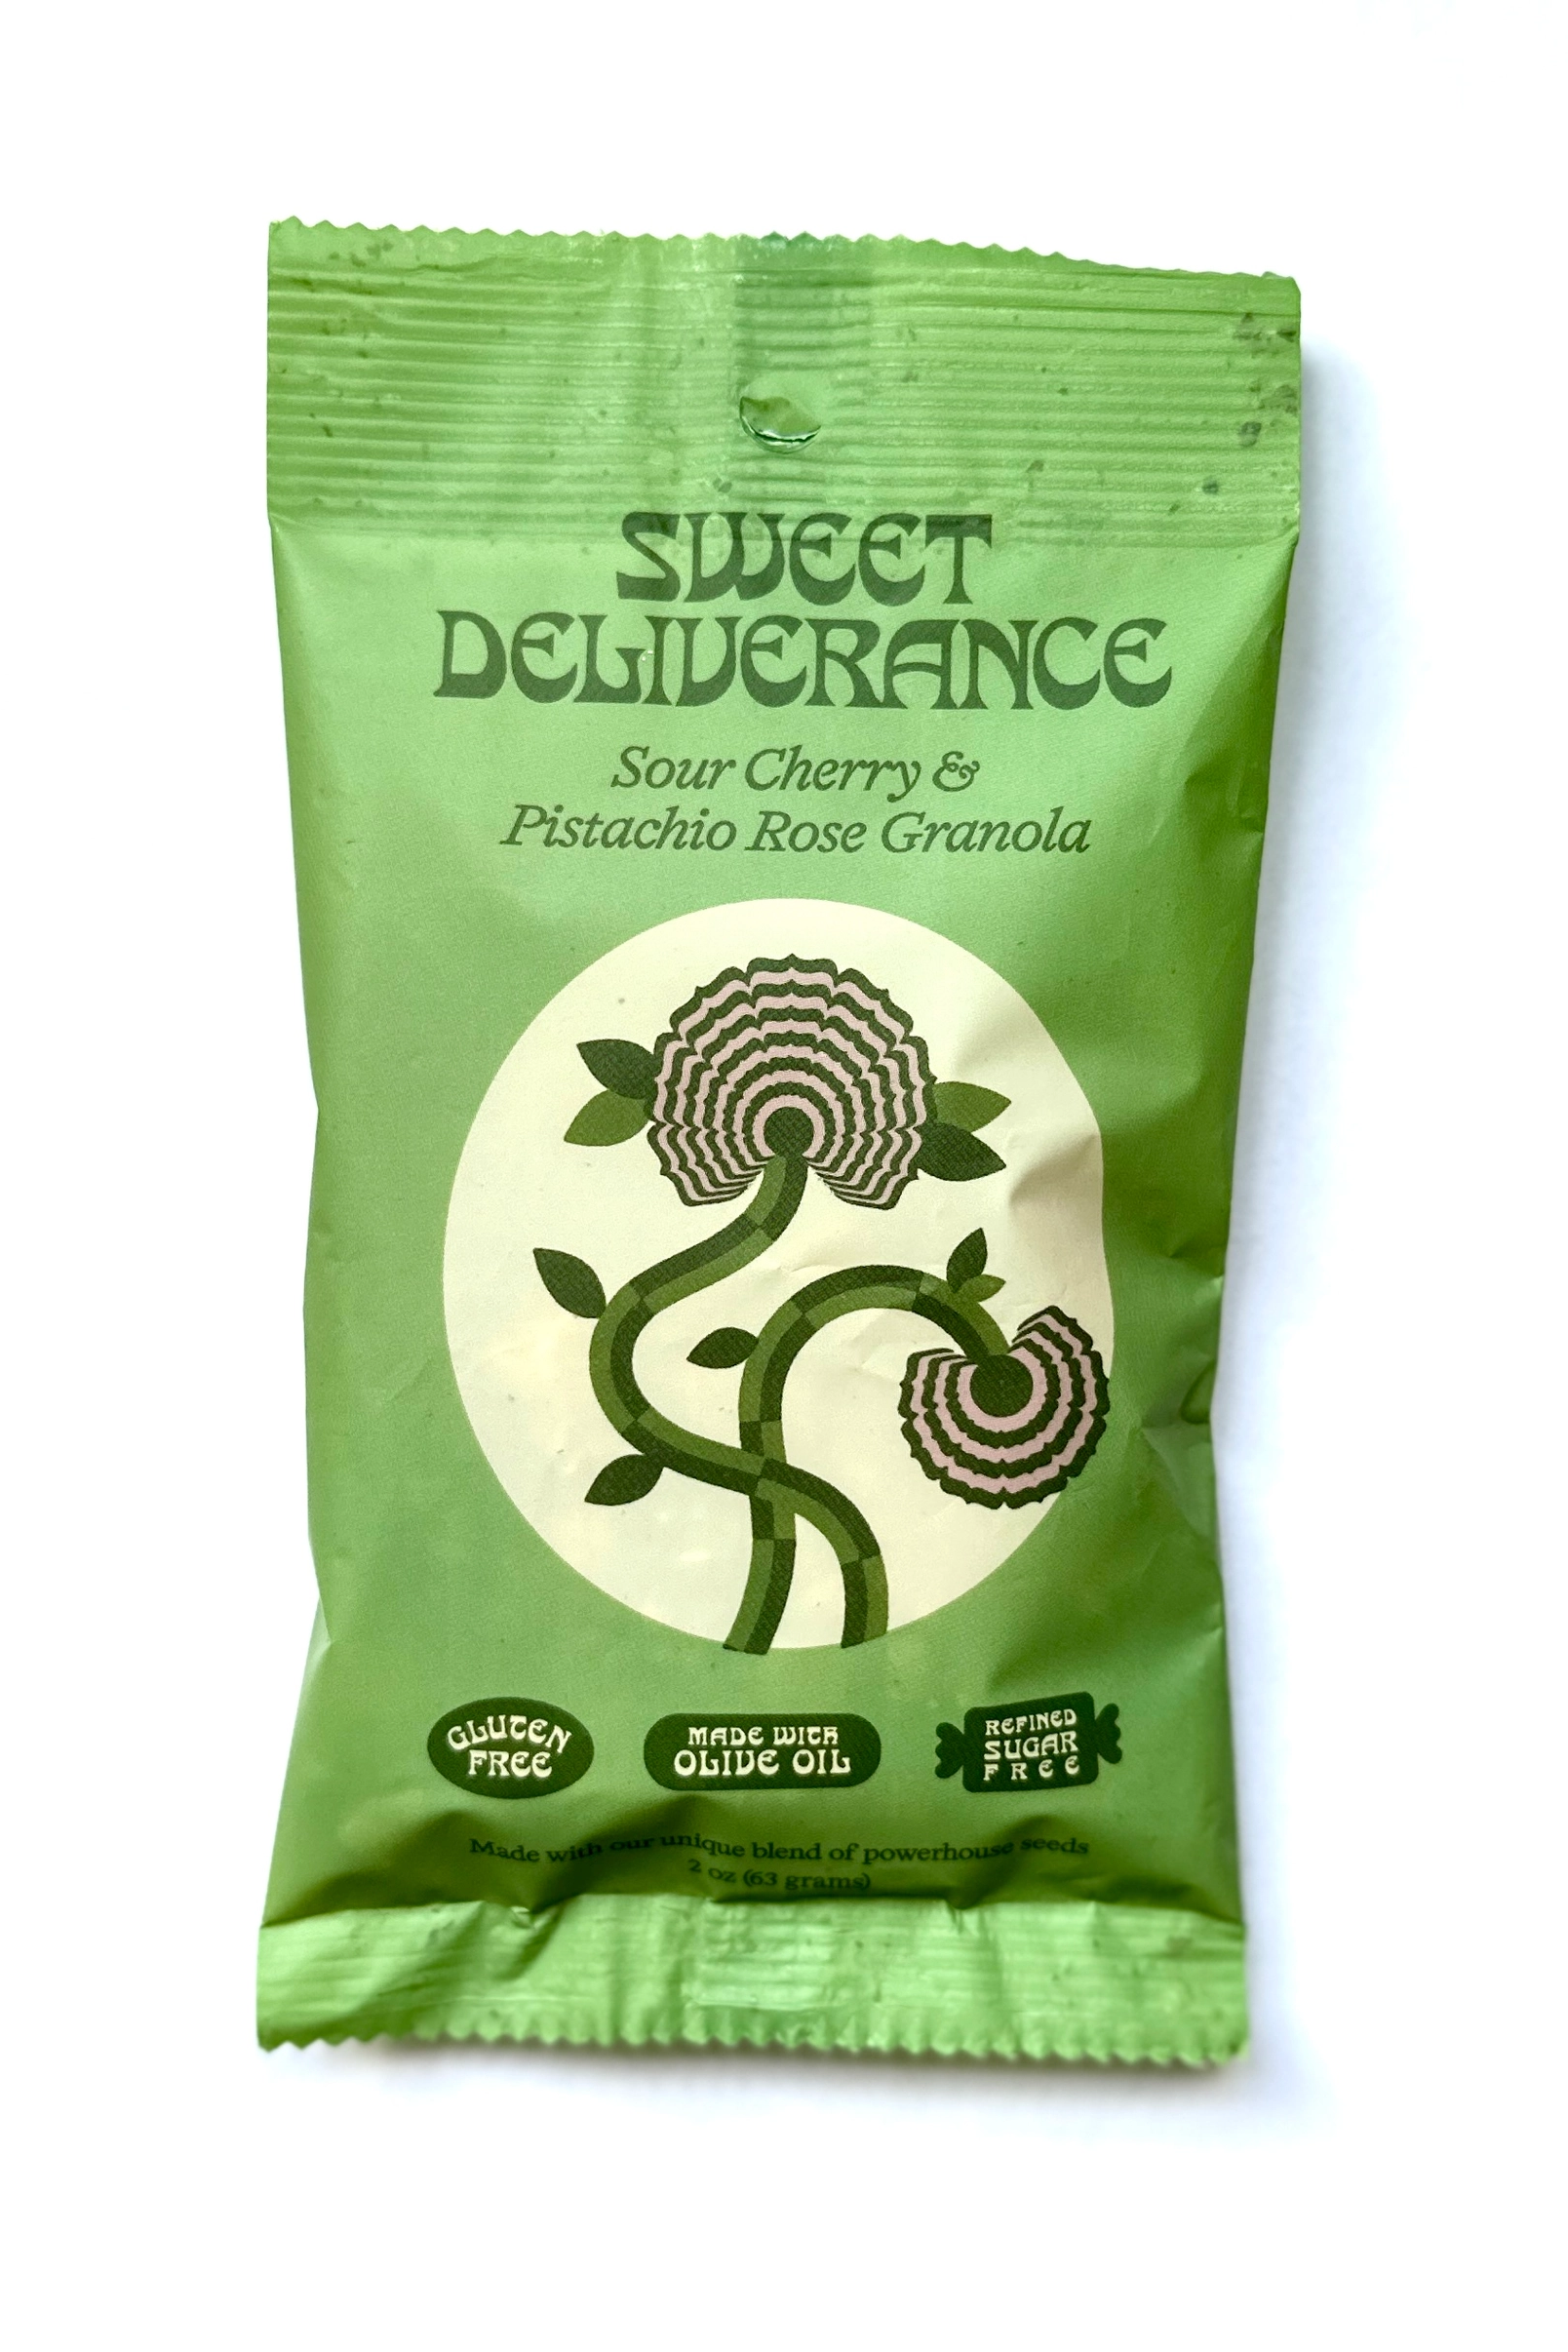 SWEET
DELIVERANCE
Sour Cherry &
Pistachio Rose Granola
GLUTEN
FREE
MADE WITH
OLIVE OIL
REFINED
SUGAR
FREE
Made with our unique blend of powerhouse seeds
2 oz (63 grams)